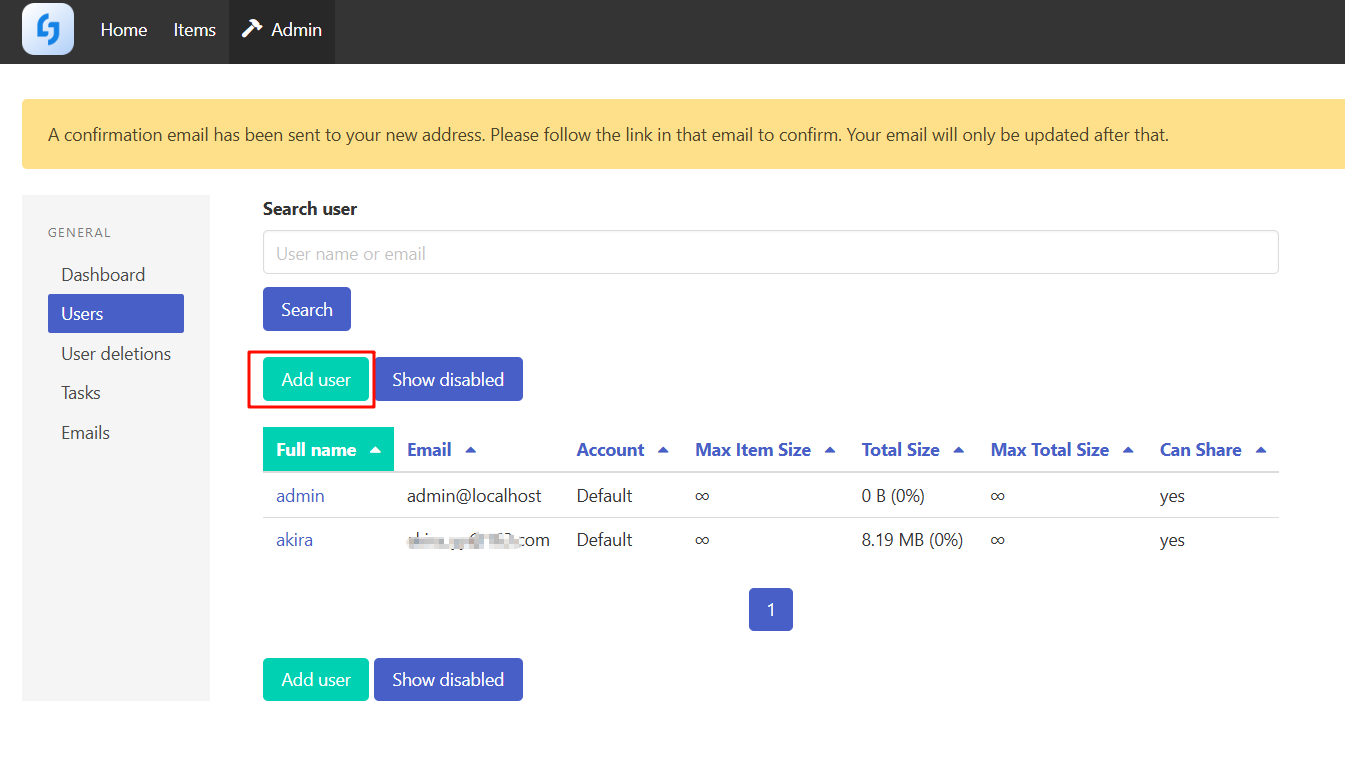 Home Items Admin
A confirmation email has been sent to your new address. Please follow the link in that email to confirm. Your email will only be updated after that.
GENERAL
Dashboard
Users
User deletions
Tasks
Emails
Search user
User name or email
Search
Add user Show disabled
Full name Email Account Max Item Size Total Size Max Total Size Can Share
admin admin@localhost Default ∞ 0 B (0%) ∞ yes
akira Default ∞ 8.19 MB (0%) ∞ yes
1
Add user Show disabled